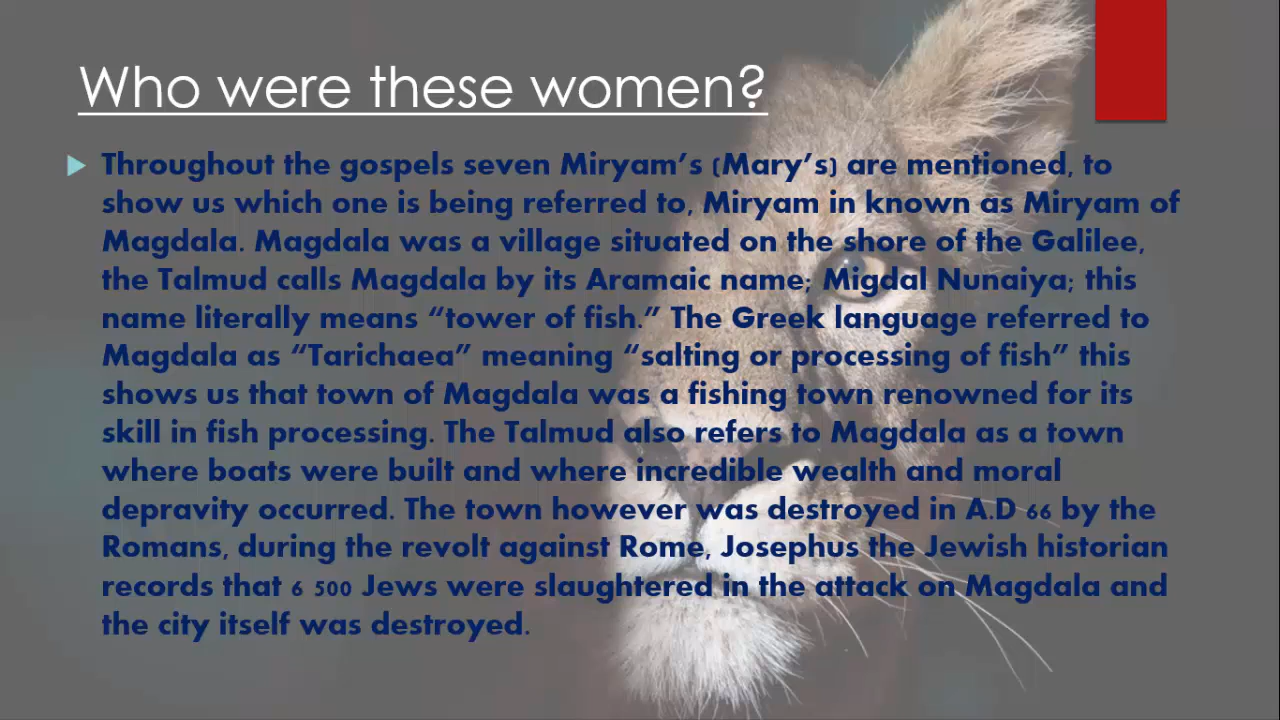 Who were these women?
Throughout the gospels seven Miryam’s (Mary’s) are mentioned, to
show us which one is being referred to, Miryam in known as Miryam of
Magdala. Magdala was a village situated on the shore of the Galilee,
the Talmud calls Magdala by its Aramaic name; Migdal Nunaiya; this
name literally means “tower of fish.” The Greek language referred to
Magdala as “Tarichaea” meaning “salting or processing of fish” this
shows us that town of Magdala was a fishing town renowned for its
skill in fish processing. The Talmud also refers to Magdala as a town
where boats were built and where incredible wealth and moral
depravity occurred. The town however was destroyed in A.D 66 by the
Romans, during the revolt against Rome, Josephus the Jewish historian
records that 6 500 Jews were slaughtered in the attack on Magdala and
the city itself was destroyed.